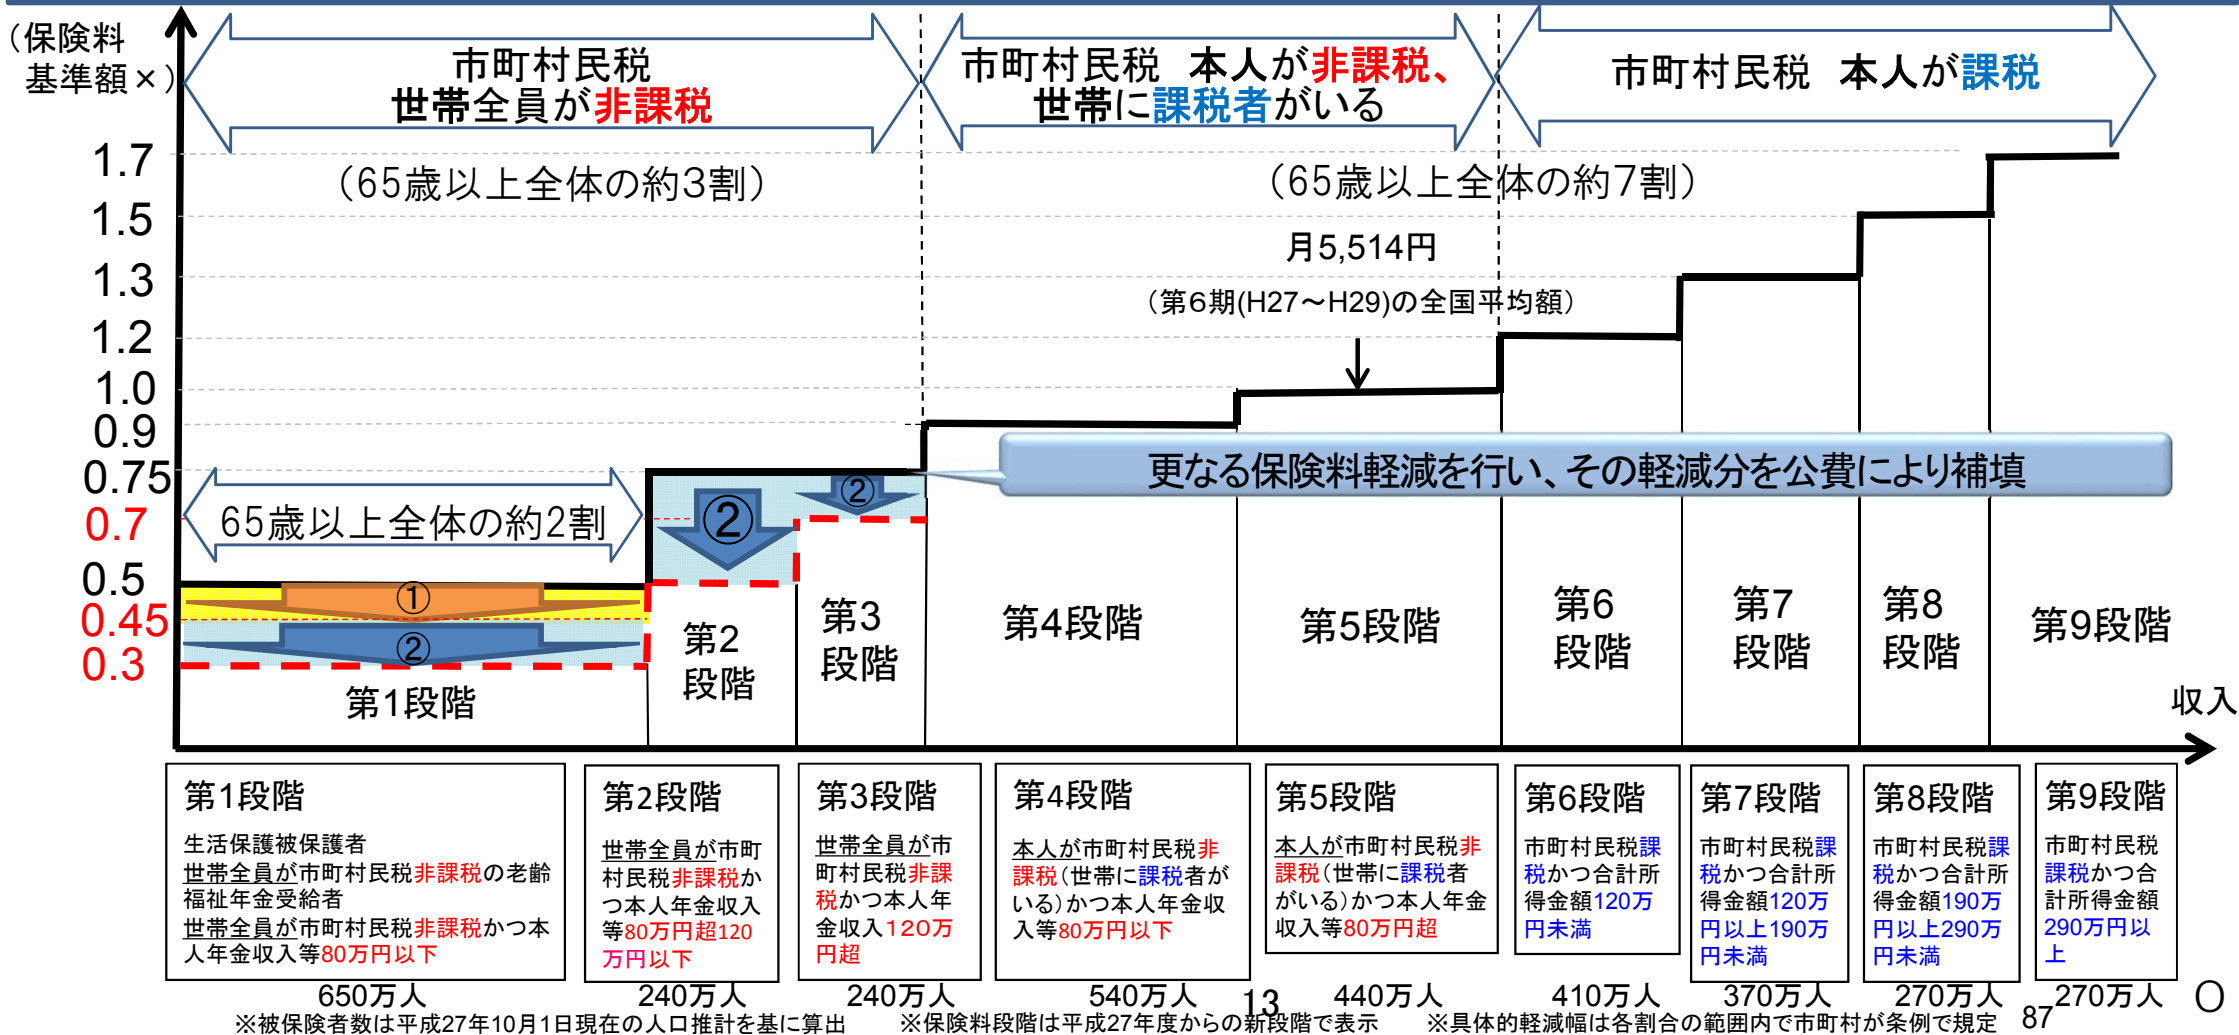 (保険料
基準額×)
市町村民税
世帯全員が非課税
市町村民税 本人が非課税、
世帯に課税者がいる
市町村民税 本人が課税
(65歳以上全体の約3割)
(65歳以上全体の約7割)
1.7
1.5
1.3
1.2
1.0
0.9
0.75
0.7
0.5
0.45
0.3
月5,514円
(第6期(H27～H29)の全国平均額)
更なる保険料軽減を行い、その軽減分を公費により補填
65歳以上全体の約2割
①
②
②
②
第1段階
第2
段階
第3
段階
第4段階
第5段階
第6
段階
第7
段階
第8
段階
第9段階
収入
第1段階
生活保護被保護者
世帯全員が市町村民税非課税の老齢
福祉年金受給者
世帯全員が市町村民税非課税かつ本
人年金収入等80万円以下
650万人
第2段階
世帯全員が市町
村民税非課税か
つ本人年金収入
等80万円超120
万円以下
240万人
第3段階
世帯全員が市
町村民税非課
税かつ本人年
金収入120万
円超
240万人
第4段階
本人が市町村民税非
課税(世帯に課税者が
いる)かつ本人年金収
入等80万円以下
540万人
第5段階
本人が市町村民税非
課税(世帯に課税者
がいる)かつ本人年金
収入等80万円超
440万人
第6段階
市町村民税課
税かつ合計所
得金額120万
円未満
410万人
第7段階
市町村民税課
税かつ合計所
得金額120万
円以上190万
円未満
370万人
第8段階
市町村民税課
税かつ合計所
得金額190万
円以上290万
円未満
270万人
第9段階
市町村民税
課税かつ合
計所得金額
290万円以
上
270万人
13
○
※被保険者数は平成27年10月1日現在の人口推計を基に算出 ※保険料段階は平成27年度からの新段階で表示 ※具体的軽減幅は各割合の範囲内で市町村が条例で規定
87